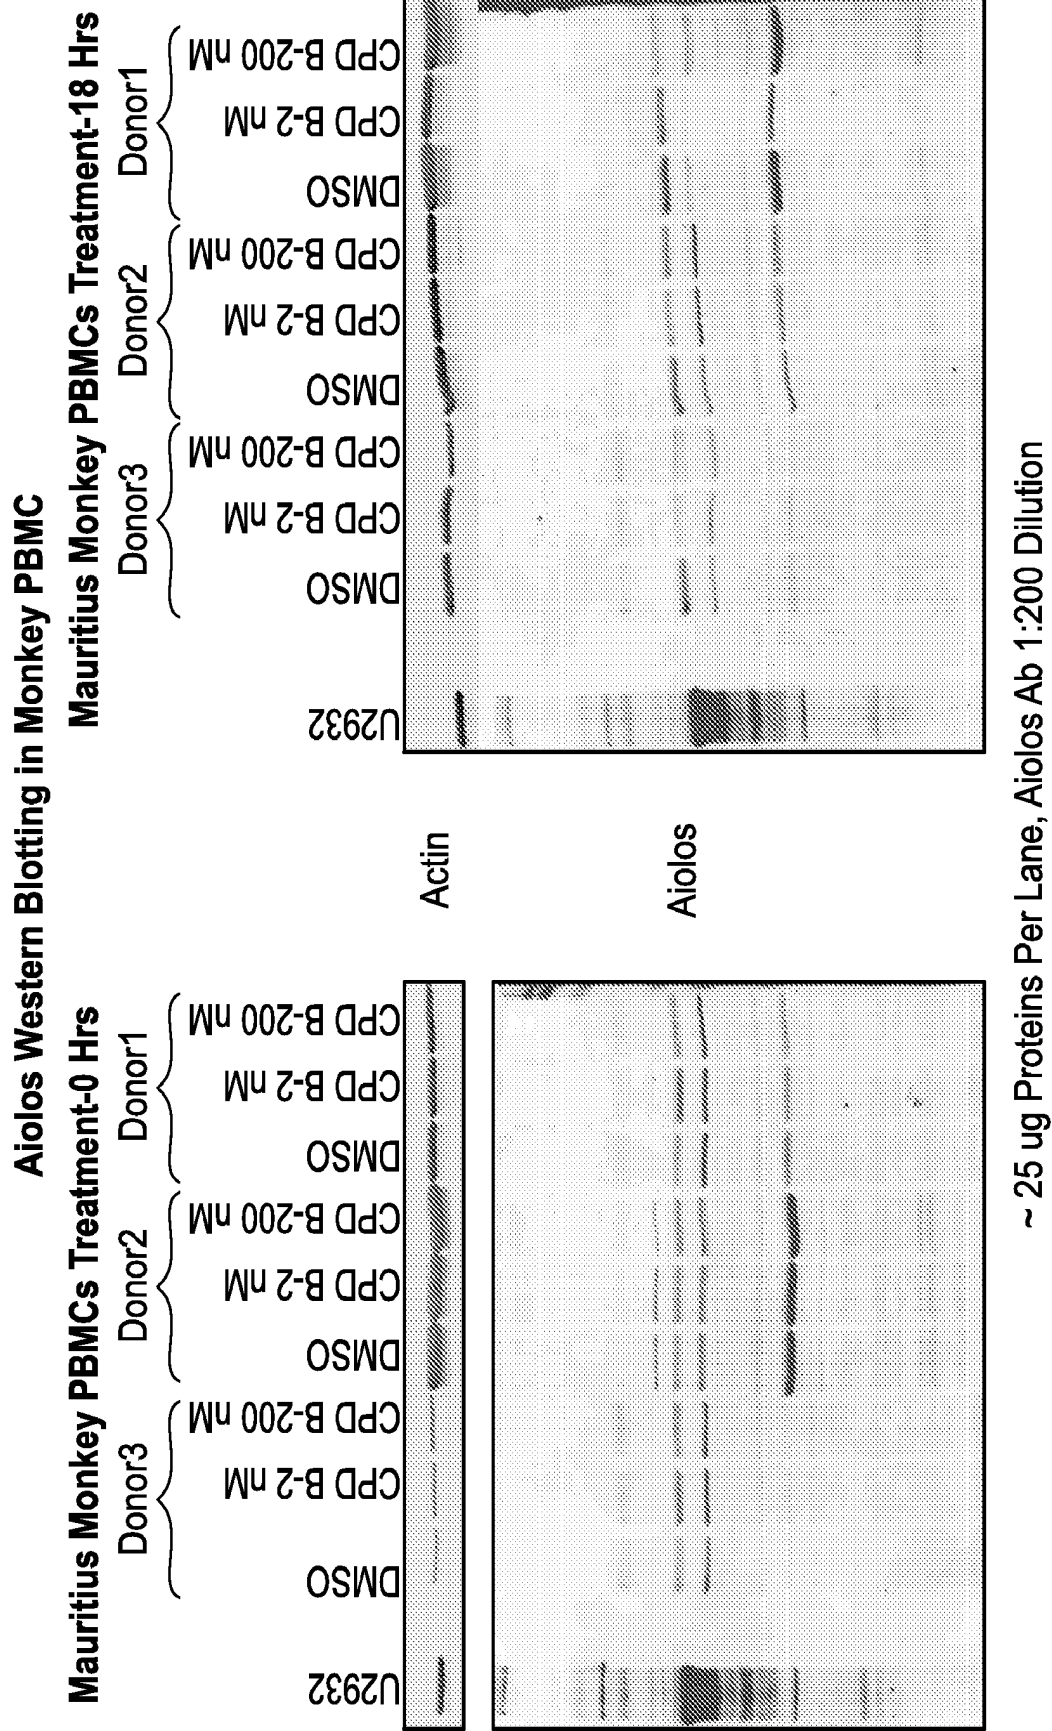 Aiolos Western Blotting in Monkey PBMC
Mauritius Monkey PBMCs Treatment-0 Hrs
Donor3
Donor2
Donor1
U2932
DMSO
CPD B-2 nM
CPD B-200 nM
DMSO
CPD B-2 nM
CPD B-200 nM
DMSO
CPD B-2 nM
CPD B-200 nM
Actin
Aiolos
Mauritius Monkey PBMCs Treatment-18 Hrs
Donor3
Donor2
Donor1
U2932
DMSO
CPD B-2 nM
CPD B-200 nM
DMSO
CPD B-2 nM
CPD B-200 nM
DMSO
CPD B-2 nM
CPD B-200 nM
~ 25 ug Proteins Per Lane, Aiolos Ab 1:200 Dilution